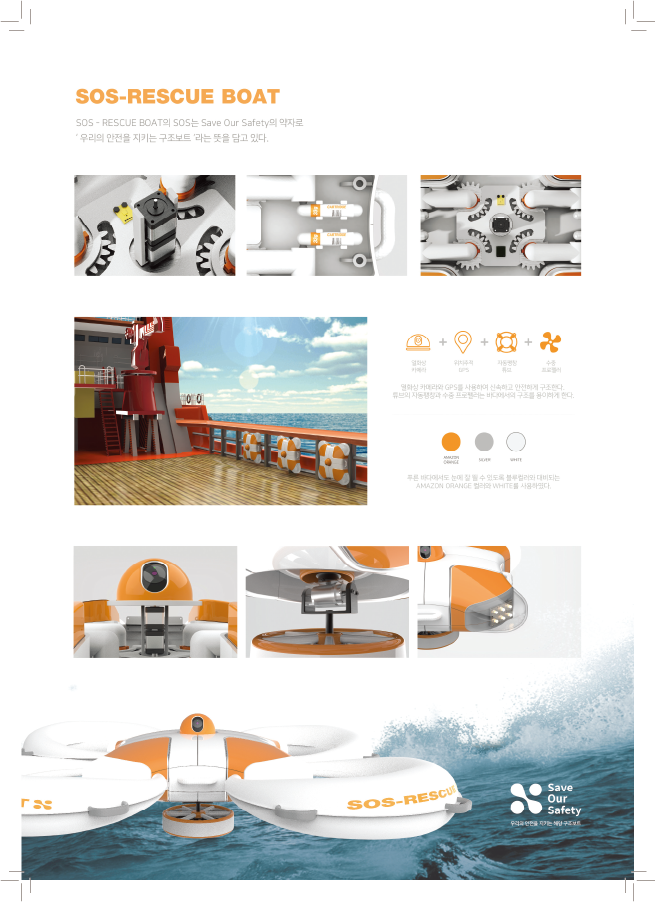 SOS-RESCUE BOAT
SOS - RESCUE BOAT의 SOS는 Save Our Safety의 약자로
' 우리의 안전을 지키는 구조보트 '라는 뜻을 담고 있다.
열화상
카메라
위치추적
GPS
자동팽창
튜브
수중
프로펠러
열화상 카메라와 GPS를 사용하여 신속하고 안전하게 구조한다.
튜브의 자동팽창과 수중 프로펠러는 바다에서의 구조를 용이하게 한다.
AMAZON
ORANGE
SILVER
WHITE
푸른 바다에서도 눈에 잘 띌 수 있도록 블루컬러와 대비되는
AMAZON ORANGE 컬러와 WHITE를 사용하였다.
SOS-RESCUE
T
Save
Our
Safety
우리의 안전을 지키는 해양 구조보트